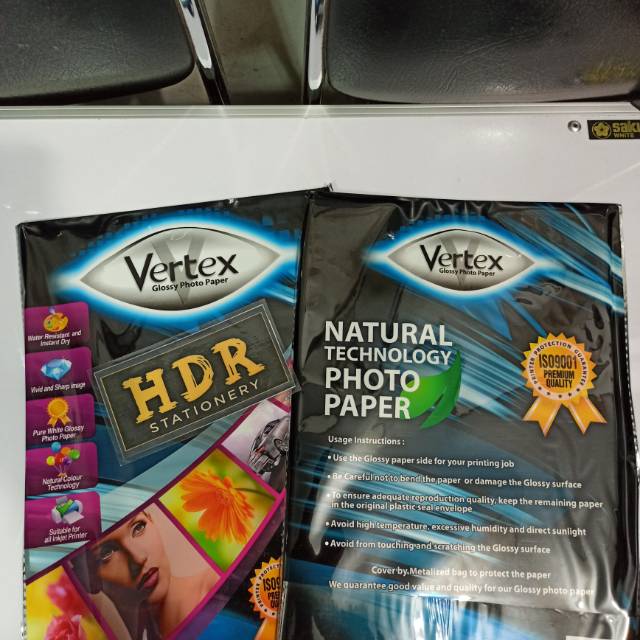 saku
WHITE
Vertex
Glossy Photo Paper
Water Resistant and
Instant Dry
Vivid and Sharp image
Pure White Glossy
Photo Paper
Natural Colour
Technology
Suitable for
all Inkjet Printer
HDR
STATIONERY
Vertex
Glossy Photo Paper
NATURAL
TECHNOLOGY
PHOTO
PAPER
PRINTER PROTECTION GUARANTEE
ISO9001
PREMIUM
QUALITY
Usage Instructions :
• Use the Glossy paper side for your printing job
• Be Careful not to bend the paper or damage the Glossy surface
• To ensure adequate reproduction quality, keep the remaining paper
in the original plastic seal envelope
• Avoid high temperature, excessive humidity and direct sunlight
• Avoid from touching and scratching the Glossy surface
Cover by Metalized bag to protect the paper
We guarantee good value and quality for our Glossy photo paper